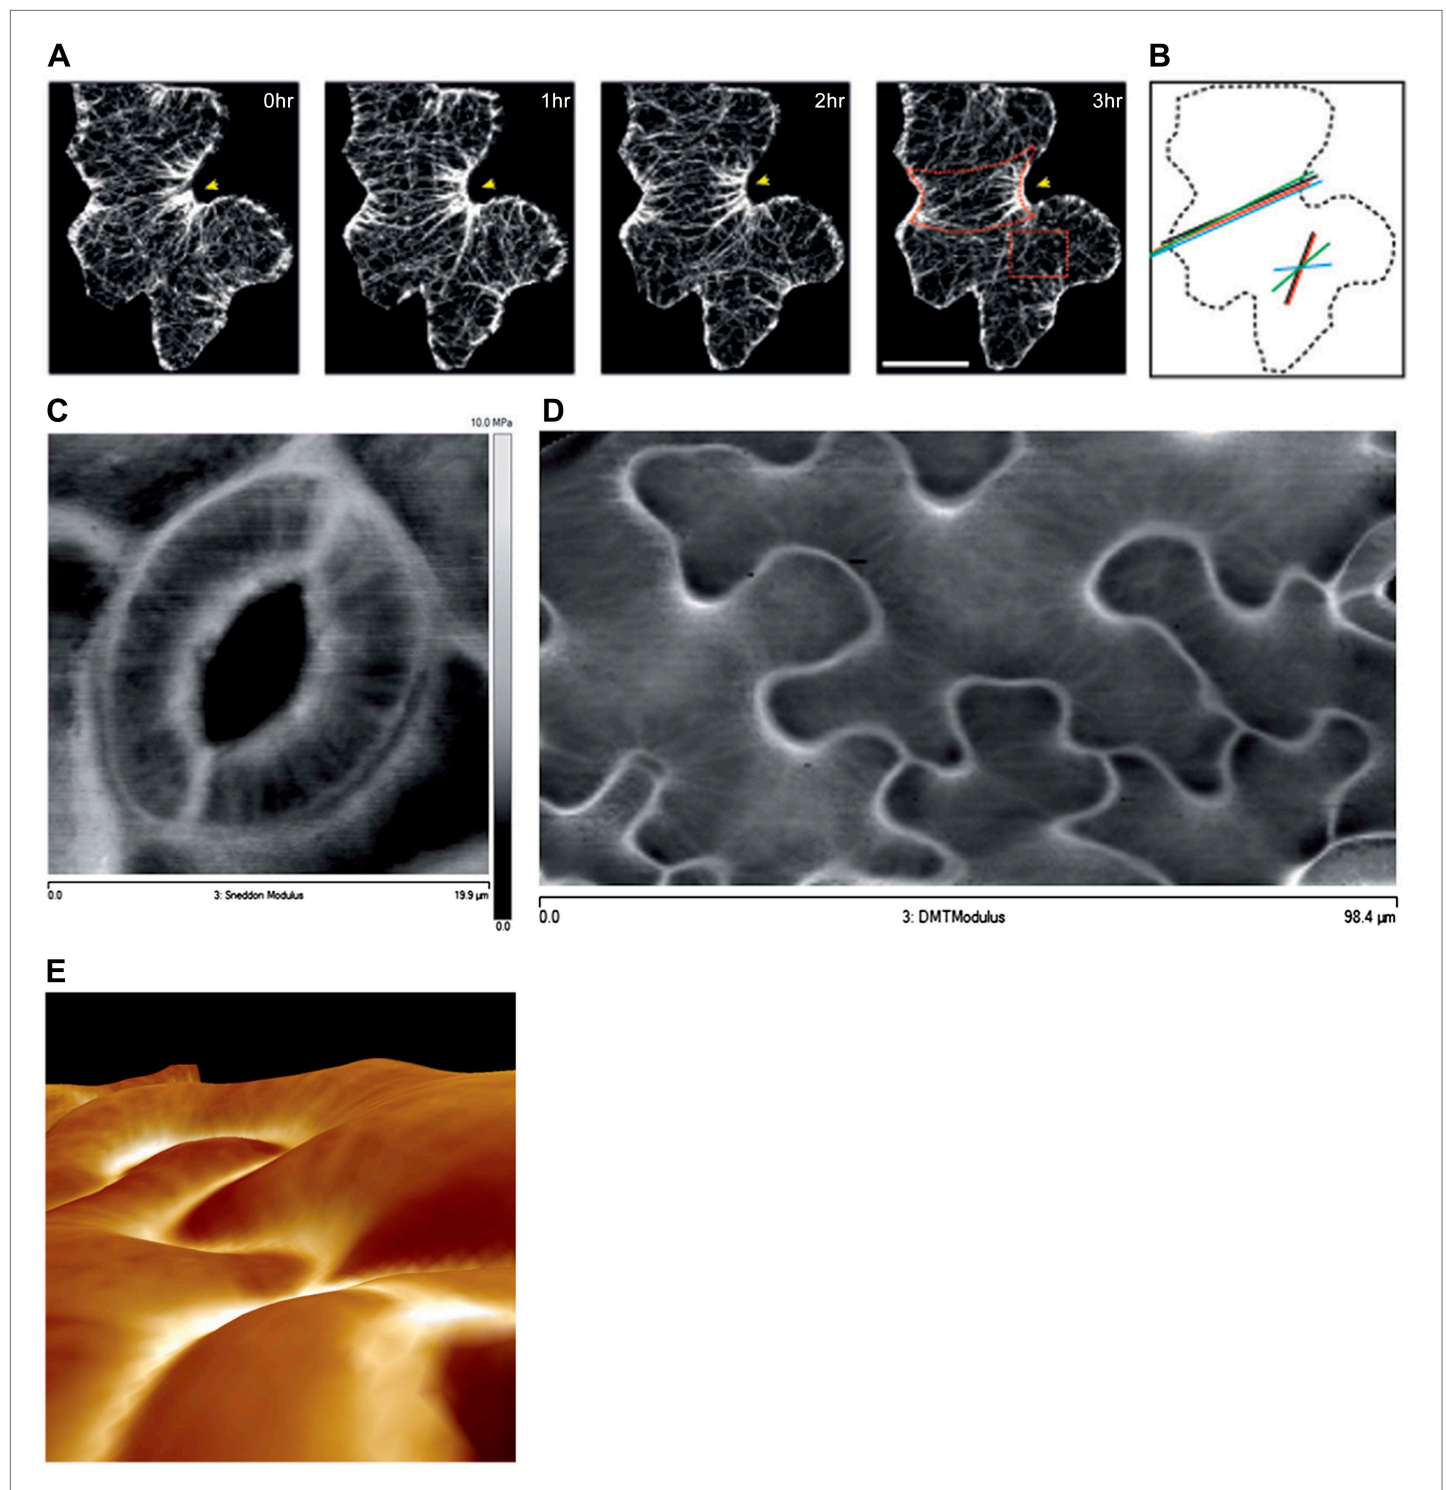 A
B
0hr
1hr
2hr
3hr
C
D
10.0 MPa
0.0
3: Sneddon Modulus
19.9 µm
0.0
0.0
3: DMTModulus
98.4 µm
E